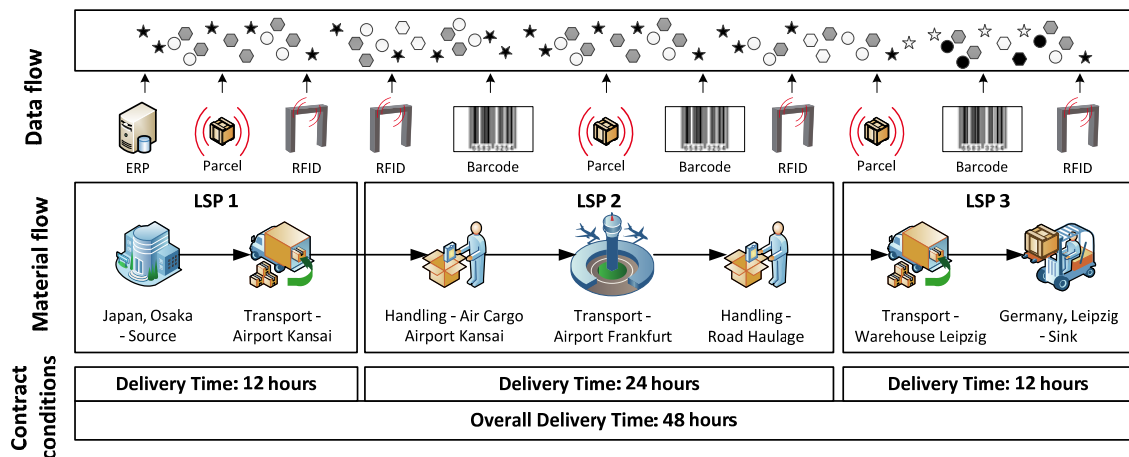 Data flow
ERP
Parcel
RFID
RFID
Barcode
Parcel
Barcode
RFID
Parcel
Barcode
RFID
Material flow
LSP 1
LSP 2
LSP 3
Japan, Osaka
- Source
Transport -
Airport Kansai
Handling - Air Cargo
Airport Kansai
Transport -
Airport Frankfurt
Handling -
Road Haulage
Transport -
Warehouse Leipzig
Germany, Leipzig
- Sink
Contract
conditions
Delivery Time: 12 hours
Delivery Time: 24 hours
Delivery Time: 12 hours
Overall Delivery Time: 48 hours